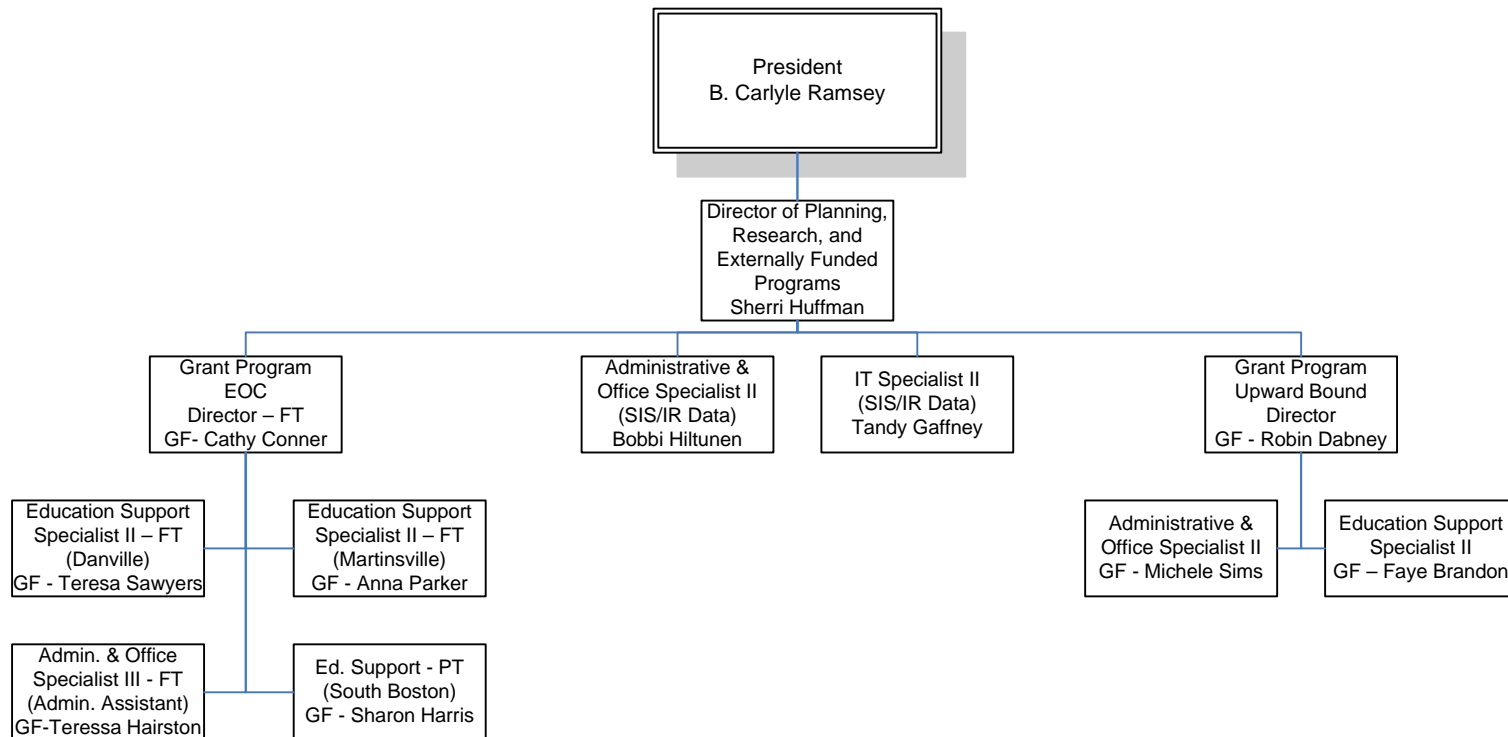 President
B. Carlyle Ramsey
Director of Planning,
Research, and
Externally Funded
Programs
Sherri Huffman
Grant Program
EOC
Director – FT
GF- Cathy Conner
Administrative &
Office Specialist II
(SIS/IR Data)
Bobbi Hiltunen
IT Specialist II
(SIS/IR Data)
Tandy Gaffney
Grant Program
Upward Bound
Director
GF - Robin Dabney
Education Support
Specialist II – FT
(Danville)
GF - Teresa Sawyers
Education Support
Specialist II – FT
(Martinsville)
GF - Anna Parker
Administrative &
Office Specialist II
GF - Michele Sims
Education Support
Specialist II
GF – Faye Brandon
Admin. & Office
Specialist III - FT
(Admin. Assistant)
GF-Teressa Hairston
Ed. Support - PT
(South Boston)
GF - Sharon Harris